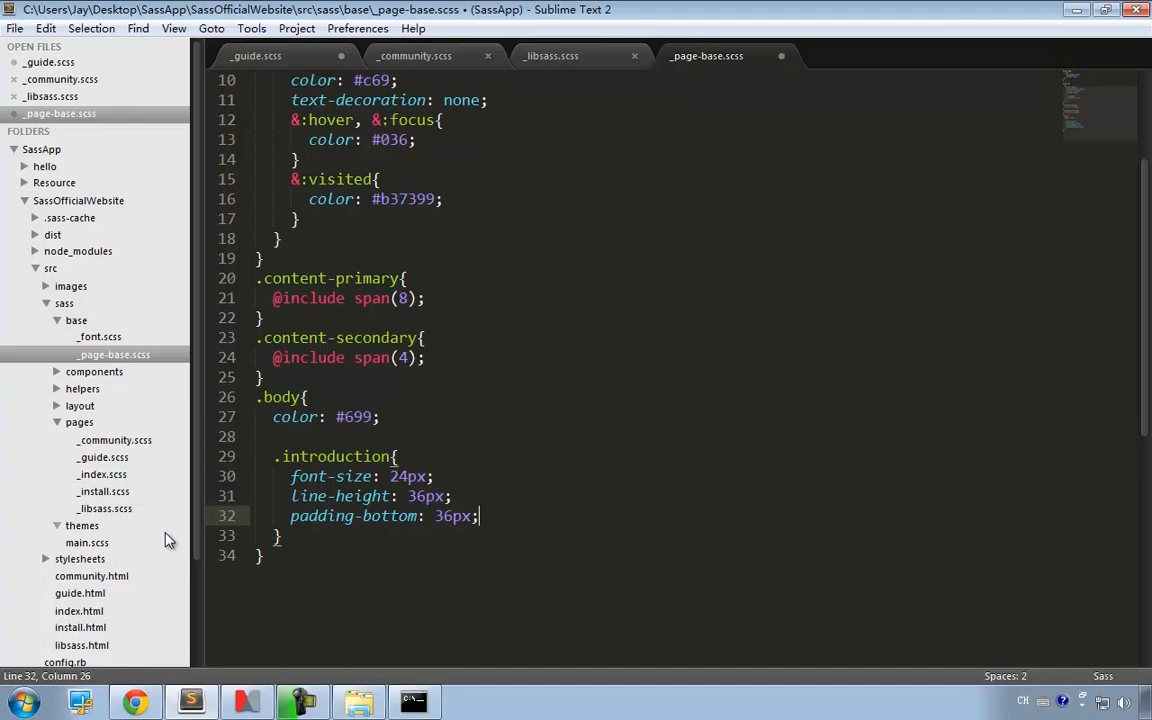 C:\Users\Jay\Desktop\SassApp\SassOfficialWebsite\src\sass\base\_page-base.scss • (SassApp) - Sublime Text 2
File Edit Selection Find View Goto Tools Project Preferences Help
OPEN FILES
_guide.scss
_community.scss
_libsass.scss
_page-base.scss
FOLDERS
SassApp
hello
Resource
SassOfficialWebsite
.sass-cache
dist
node_modules
src
images
sass
base
_font.scss
_page-base.scss
components
helpers
layout
pages
_community.scss
_guide.scss
_index.scss
_install.scss
_libsass.scss
themes
main.scss
stylesheets
community.html
guide.html
index.html
install.html
libsass.html
config.rb
_guide.scss _community.scss _libsass.scss _page-base.scss
10 color: #c69;
11 text-decoration: none;
12 &:hover, &:focus{
13 color: #036;
14 }
15 &:visited{
16 color: #b37399;
17 }
18 }
19 }
20 .content-primary{
21 @include span(8);
22 }
23 .content-secondary{
24 @include span(4);
25 }
26 .body{
27 color: #699;
28
29 .introduction{
30 font-size: 24px;
31 line-height: 36px;
32 padding-bottom: 36px;
33 }
34 }
Line 32, Column 26 Spaces: 2 Sass
CH